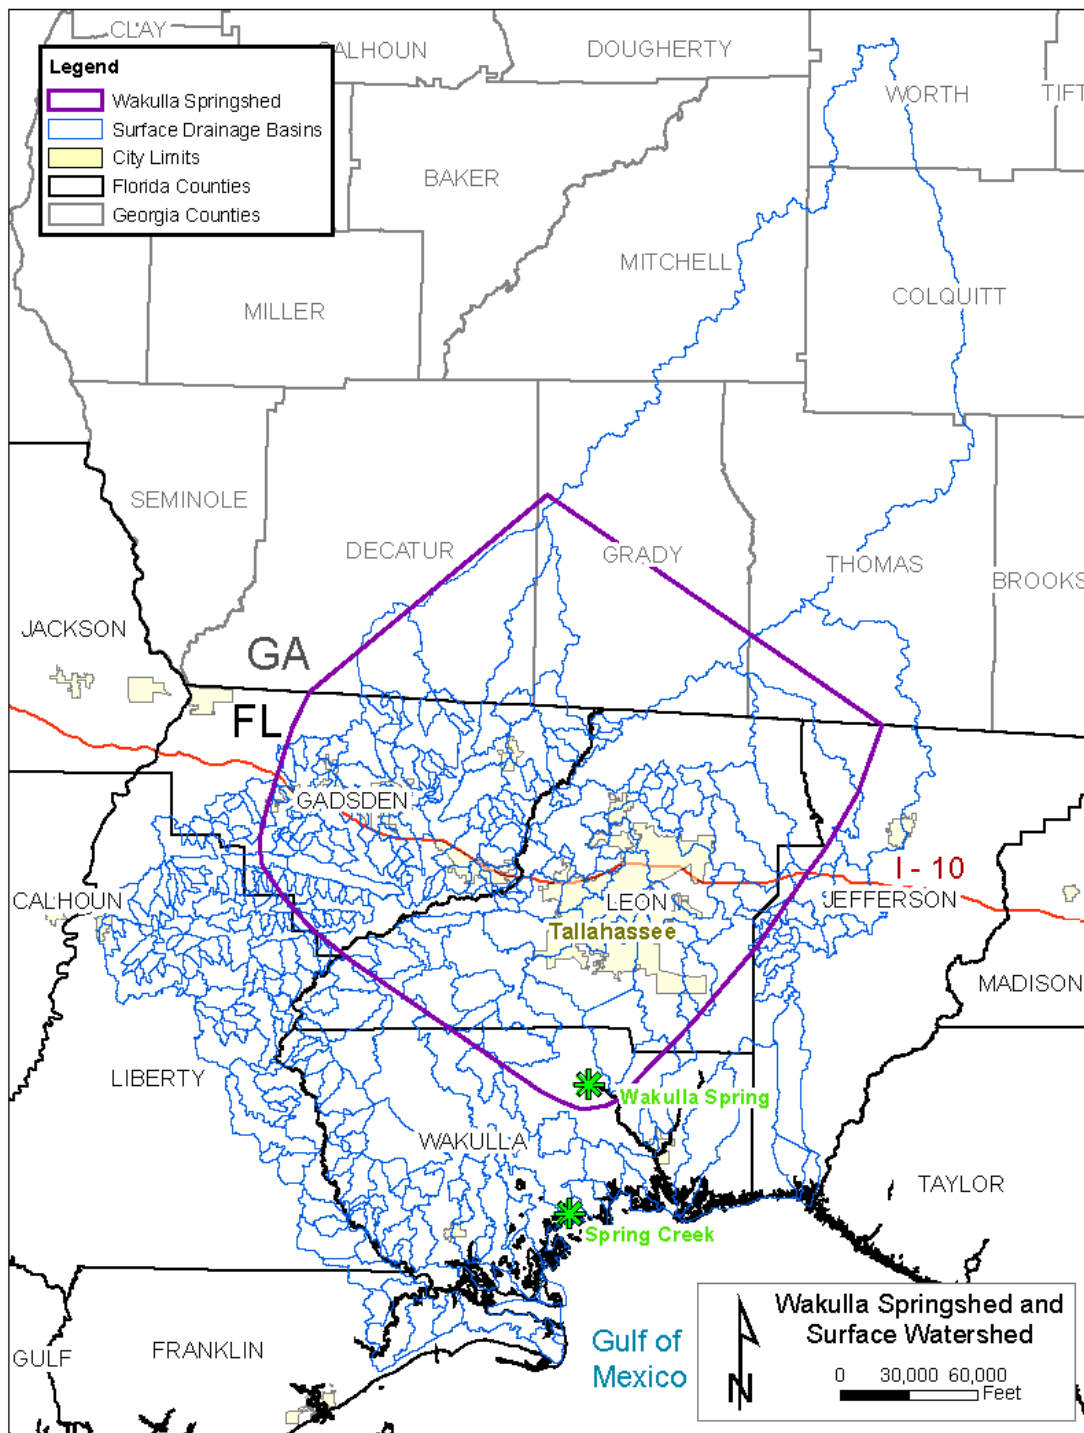 CLAY
CALHOUN
DOUGHERTY
WORTH
TIFT
Legend
Wakulla Springshed
Surface Drainage Basins
City Limits
Florida Counties
Georgia Counties
BAKER
MITCHELL
MILLER
COLQUITT
SEMINOLE
DECATUR
GRADY
THOMAS
BROOKS
JACKSON
GA
FL
GADSDEN
I - 10
CALHOUN
LEON
JEFFERSON
Tallahassee
MADISON
LIBERTY
Wakulla Spring
WAKULLA
TAYLOR
Spring Creek
Gulf of
Mexico
FRANKLIN
GULF
Wakulla Springshed and
Surface Watershed
N
0 30,000 60,000
Feet